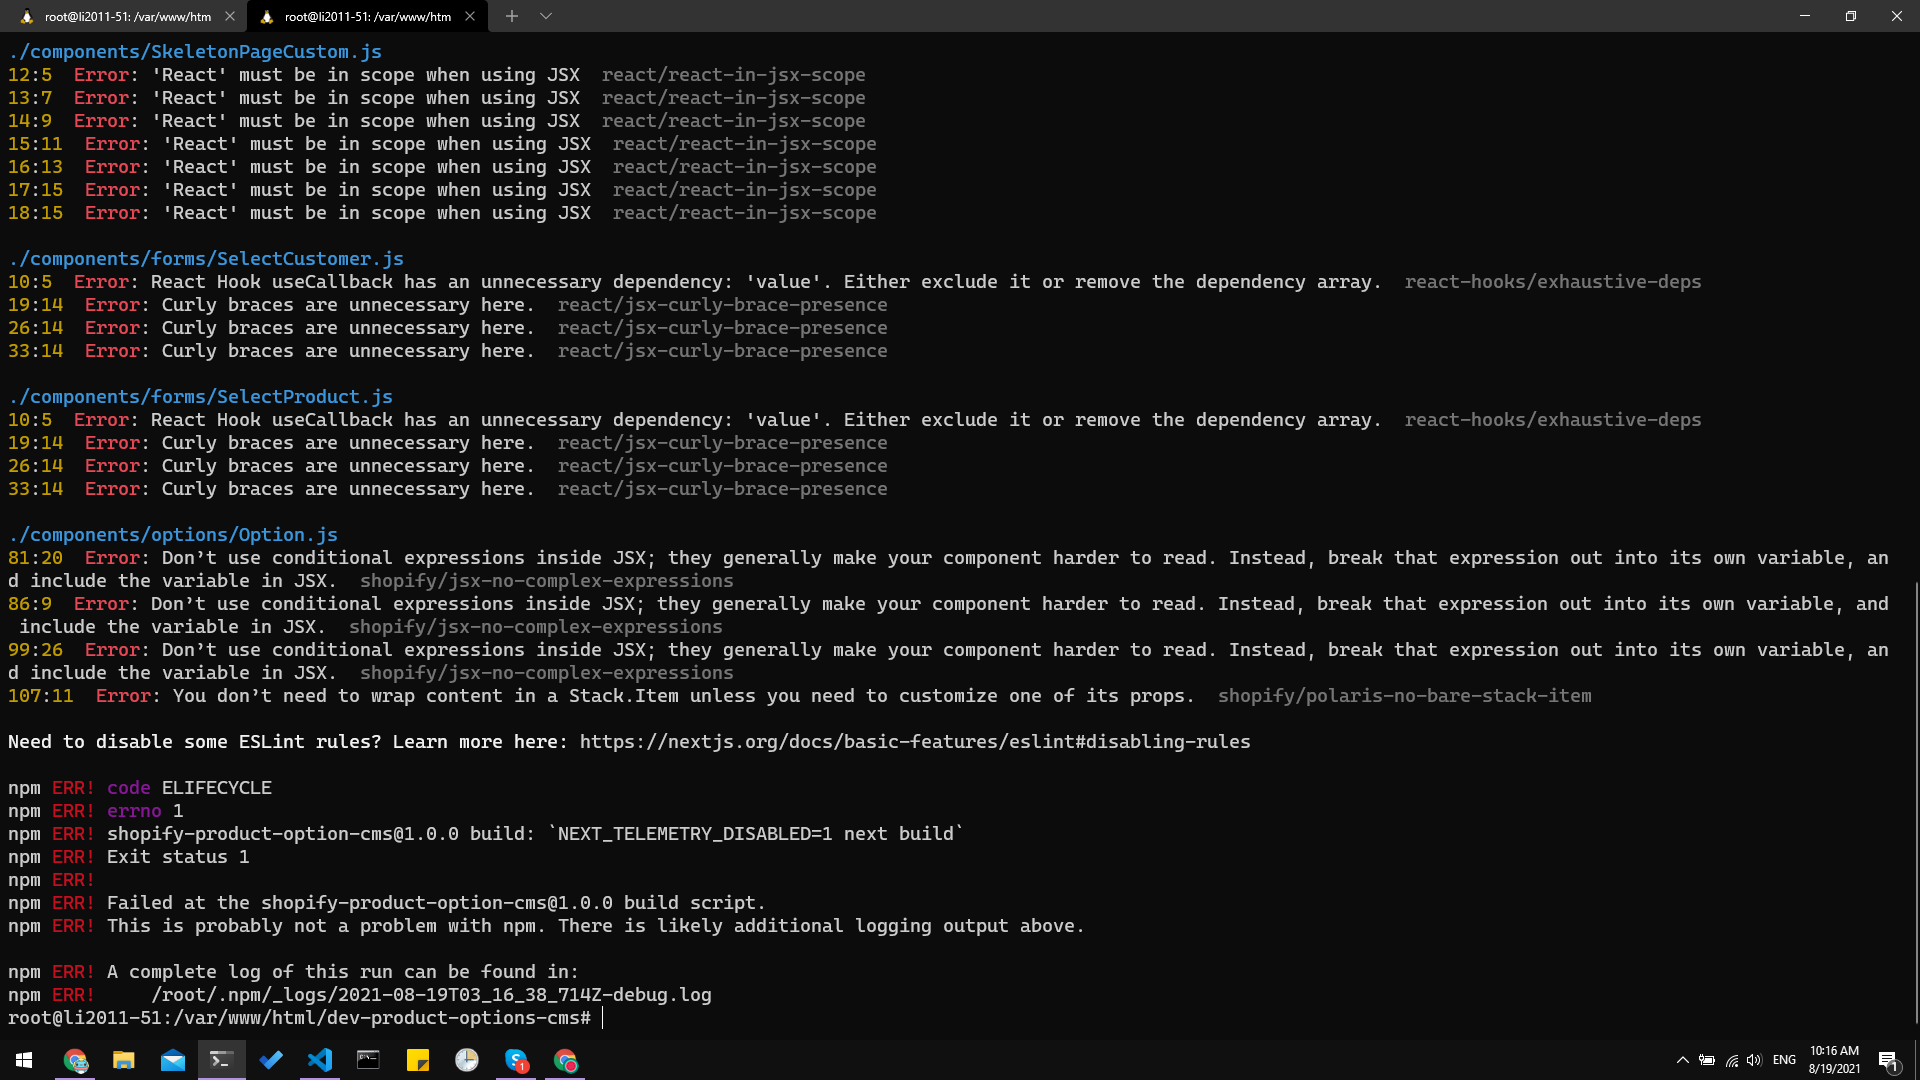 root@li2011-51: /var/www/htm
root@li2011-51: /var/www/htm
./components/SkeletonPageCustom.js
12:5  Error: 'React' must be in scope when using JSX  react/react-in-jsx-scope
13:7  Error: 'React' must be in scope when using JSX  react/react-in-jsx-scope
14:9  Error: 'React' must be in scope when using JSX  react/react-in-jsx-scope
15:11  Error: 'React' must be in scope when using JSX  react/react-in-jsx-scope
16:13  Error: 'React' must be in scope when using JSX  react/react-in-jsx-scope
17:15  Error: 'React' must be in scope when using JSX  react/react-in-jsx-scope
18:15  Error: 'React' must be in scope when using JSX  react/react-in-jsx-scope
./components/forms/SelectCustomer.js
10:5  Error: React Hook useCallback has an unnecessary dependency: 'value'. Either exclude it or remove the dependency array.  react-hooks/exhaustive-deps
19:14  Error: Curly braces are unnecessary here.  react/jsx-curly-brace-presence
26:14  Error: Curly braces are unnecessary here.  react/jsx-curly-brace-presence
33:14  Error: Curly braces are unnecessary here.  react/jsx-curly-brace-presence
./components/forms/SelectProduct.js
10:5  Error: React Hook useCallback has an unnecessary dependency: 'value'. Either exclude it or remove the dependency array.  react-hooks/exhaustive-deps
19:14  Error: Curly braces are unnecessary here.  react/jsx-curly-brace-presence
26:14  Error: Curly braces are unnecessary here.  react/jsx-curly-brace-presence
33:14  Error: Curly braces are unnecessary here.  react/jsx-curly-brace-presence
./components/options/Option.js
81:20  Error: Don’t use conditional expressions inside JSX; they generally make your component harder to read. Instead, break that expression out into its own variable, an
d include the variable in JSX.  shopify/jsx-no-complex-expressions
86:9  Error: Don’t use conditional expressions inside JSX; they generally make your component harder to read. Instead, break that expression out into its own variable, and
 include the variable in JSX.  shopify/jsx-no-complex-expressions
99:26  Error: Don’t use conditional expressions inside JSX; they generally make your component harder to read. Instead, break that expression out into its own variable, an
d include the variable in JSX.  shopify/jsx-no-complex-expressions
107:11  Error: You don’t need to wrap content in a Stack.Item unless you need to customize one of its props.  shopify/polaris-no-bare-stack-item
Need to disable some ESLint rules? Learn more here: https://nextjs.org/docs/basic-features/eslint#disabling-rules
npm ERR! code ELIFECYCLE
npm ERR! errno 1
npm ERR! shopify-product-option-cms@1.0.0 build: `NEXT_TELEMETRY_DISABLED=1 next build`
npm ERR! Exit status 1
npm ERR!
npm ERR! Failed at the shopify-product-option-cms@1.0.0 build script.
npm ERR! This is probably not a problem with npm. There is likely additional logging output above.
npm ERR! A complete log of this run can be found in:
npm ERR!     /root/.npm/_logs/2021-08-19T03_16_38_714Z-debug.log
root@li2011-51:/var/www/html/dev-product-options-cms#
1
ENG
10:16 AM
8/19/2021
1